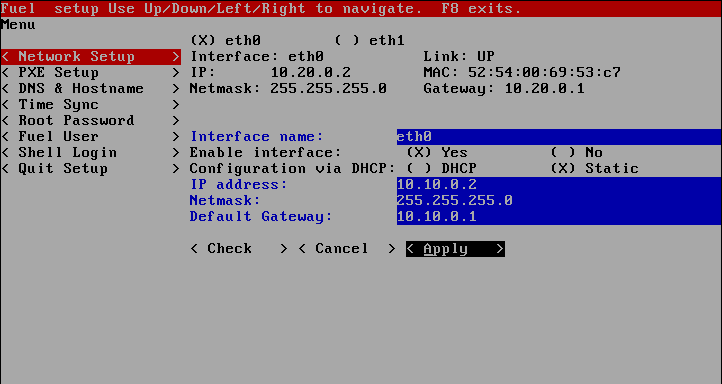 Fuel  setup Use Up/Down/Left/Right to navigate.  F8 exits.
Menu
(X) eth0 ( ) eth1
< Network Setup > Interface: eth0 Link: UP
< PXE Setup > IP: 10.20.0.2 MAC: 52:54:00:69:53:c7
< DNS & Hostname > Netmask: 255.255.255.0 Gateway: 10.20.0.1
< Time Sync >
< Root Password >
< Fuel User > Interface name: eth0
< Shell Login > Enable interface: (X) Yes ( ) No
< Quit Setup > Configuration via DHCP: ( ) DHCP (X) Static
IP address: 10.10.0.2
Netmask: 255.255.255.0
Default Gateway: 10.10.0.1
< Check > < Cancel > < Apply >